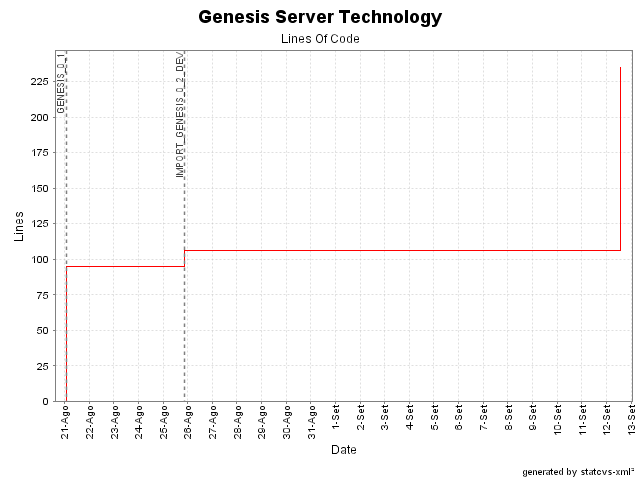 Genesis Server Technology
Lines Of Code
GENESIS_0_1
IMPORT_GENESIS_0_2_DEV
Lines
225
200
175
150
125
100
75
50
25
0
21-Ago
22-Ago
23-Ago
24-Ago
25-Ago
26-Ago
27-Ago
28-Ago
29-Ago
30-Ago
31-Ago
1-Set
2-Set
3-Set
4-Set
5-Set
6-Set
7-Set
8-Set
9-Set
10-Set
11-Set
12-Set
13-Set
Date
generated by statcvs-xml²